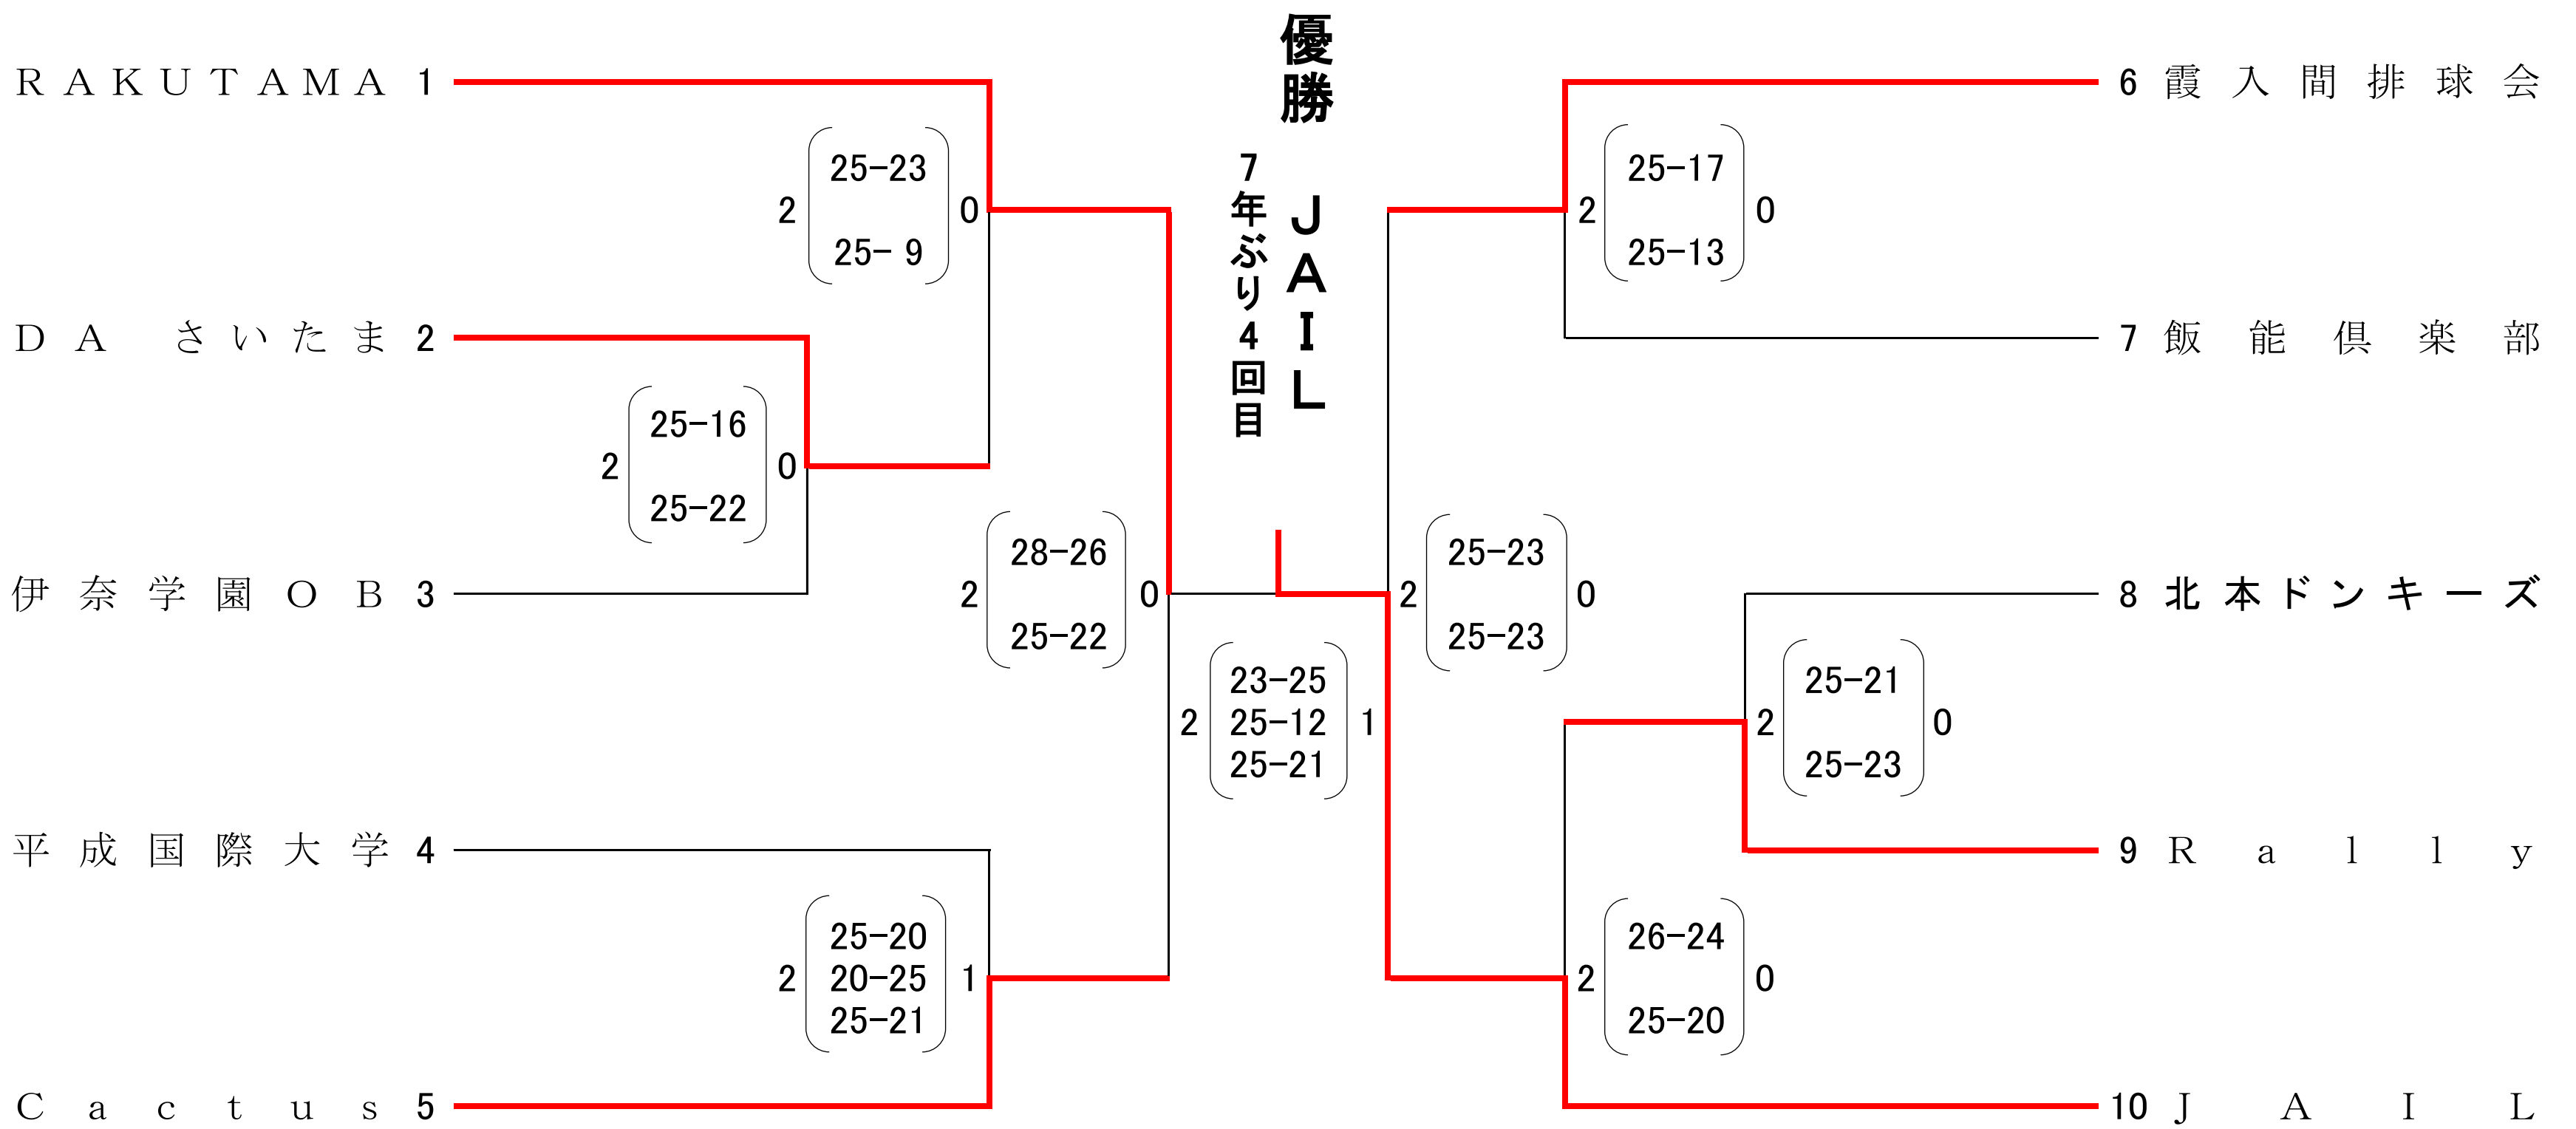 優勝 JAIL
7年ぶり4回目
RAKUTAMA 1
25-23
2 0
25- 9
DA さいたま 2
25-16
2 0
25-22
伊奈学園OB 3
28-26
2 0
25-22
平成国際大学 4
25-20
2 20-25 1
25-21
Cactus 5
23-25
2 25-12 1
25-21
6 霞入間排球会
25-17
2 0
25-13
7 飯能倶楽部
25-23
2 0
25-23
8 北本ドンキーズ
25-21
2 0
25-23
9 Rally
26-24
2 0
25-20
10 JAIL